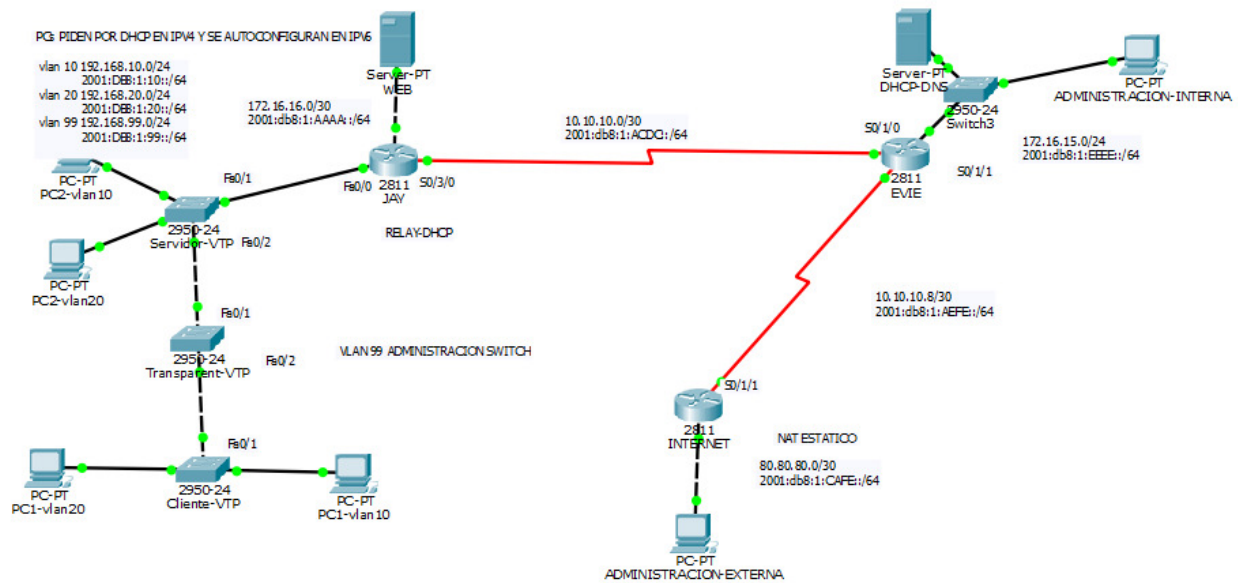 PCs PIDEN POR DHCP EN IPV4 Y SE AUTOCONFIGURAN EN IPV6
vlan 10 192.168.10.0/24
2001:DB8:1:10::/64
vlan 20 192.168.20.0/24
2001:DB8:1:20::/64
vlan 99 192.168.99.0/24
2001:DB8:1:99::/64
Server-PT
WEB
172.16.16.0/30
2001:db8:1:AAAA::/64
10.10.10.0/30
2001:db8:1:ACDC::/64
Server-PT
DHCP-DNS
PC-PT
ADMINISTRACION-INTERNA
2950-24
Switch3
S0/1/0
172.16.15.0/24
2001:db8:1:EEEE::/64
S0/1/1
2811
EVIE
PC-PT
PC2-vlan10
Fa0/1
Fa0/0
S0/3/0
2811
JAY
2950-24
Servidor-VTP
Fa0/2
RELAY-DHCP
PC-PT
PC2-vlan20
Fa0/1
10.10.10.8/30
2001:db8:1:AEFE::/64
2950-24
Transparent-VTP
Fa0/2
VLAN 99 ADMINISTRACION SWITCH
S0/1/1
2811
INTERNET
NAT ESTATICO
Fa0/1
80.80.80.0/30
2001:db8:1:CAFE::/64
PC-PT
PC1-vlan20
2950-24
Cliente-VTP
PC-PT
PC1-vlan10
PC-PT
ADMINISTRACION-EXTERNA